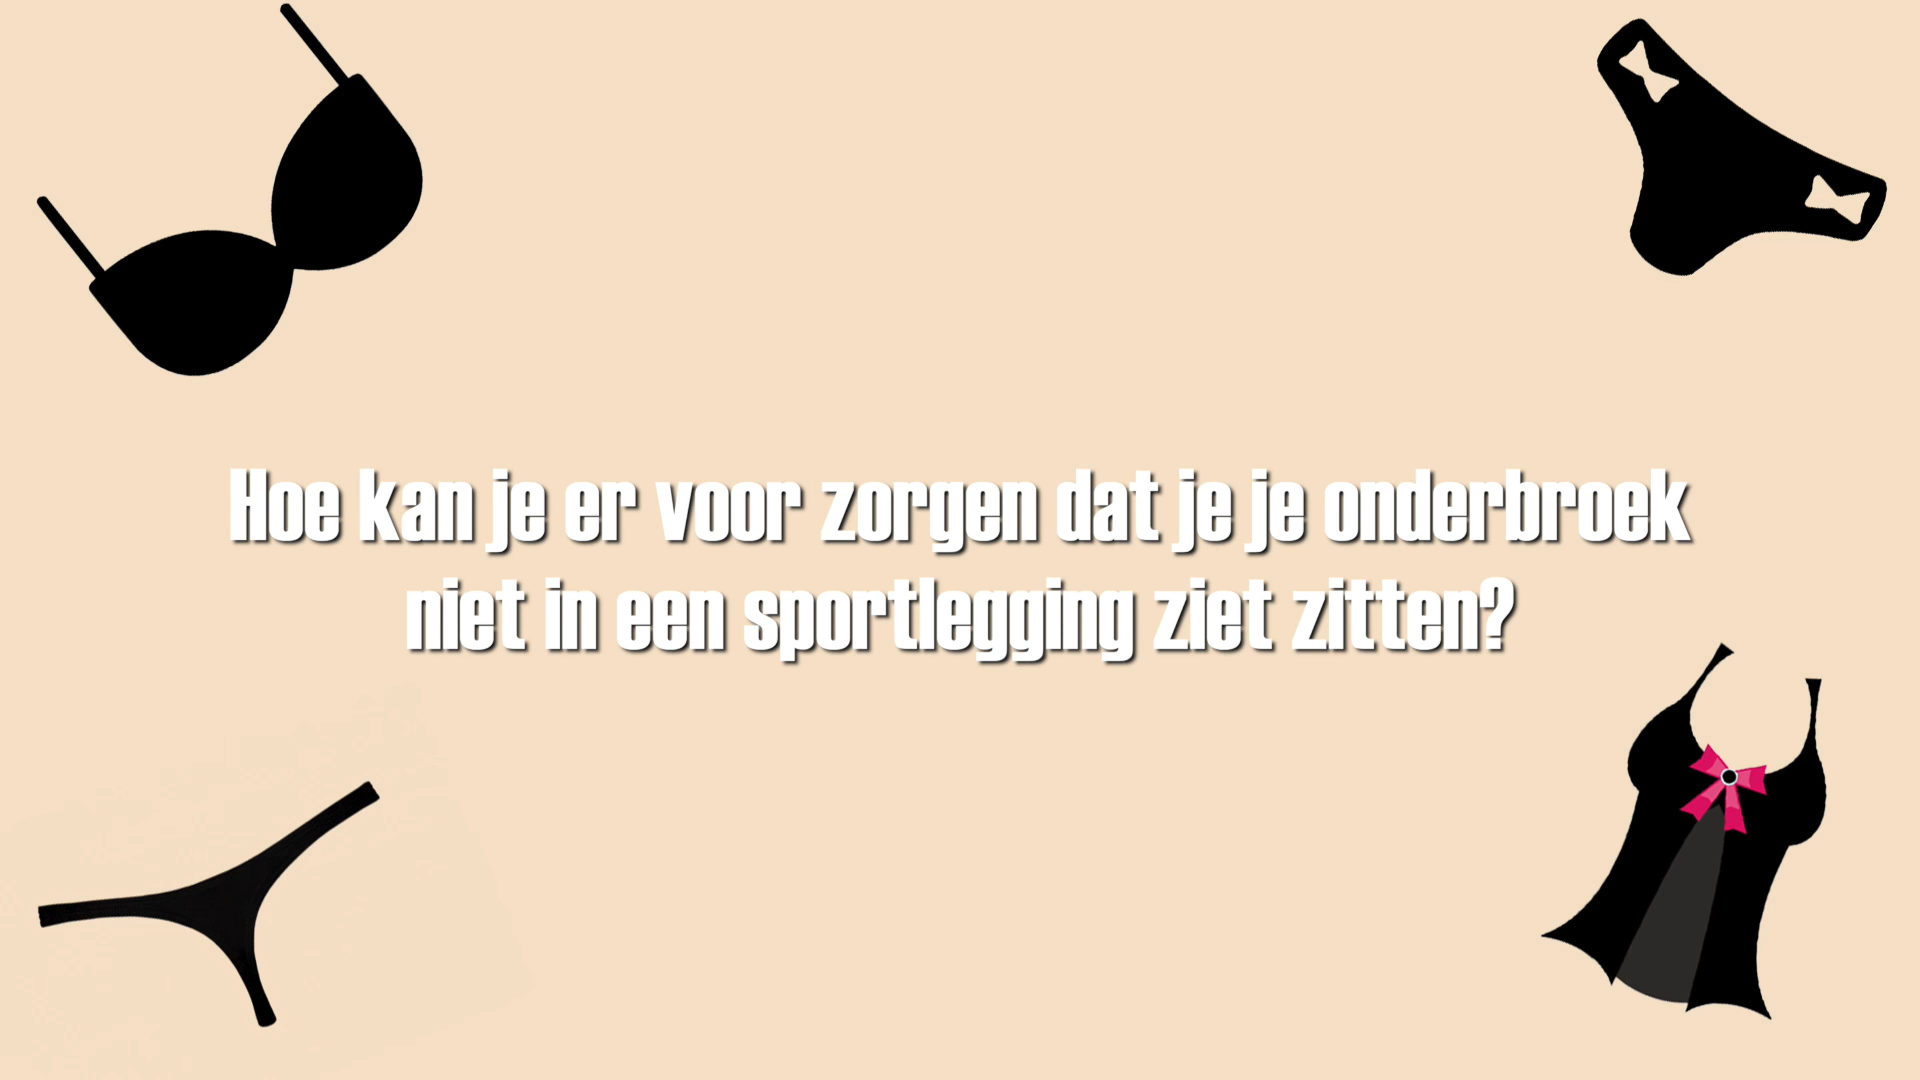 Hoe kan je er voor zorgen dat je je onderbroek
niet in een sportlegging ziet zitten?